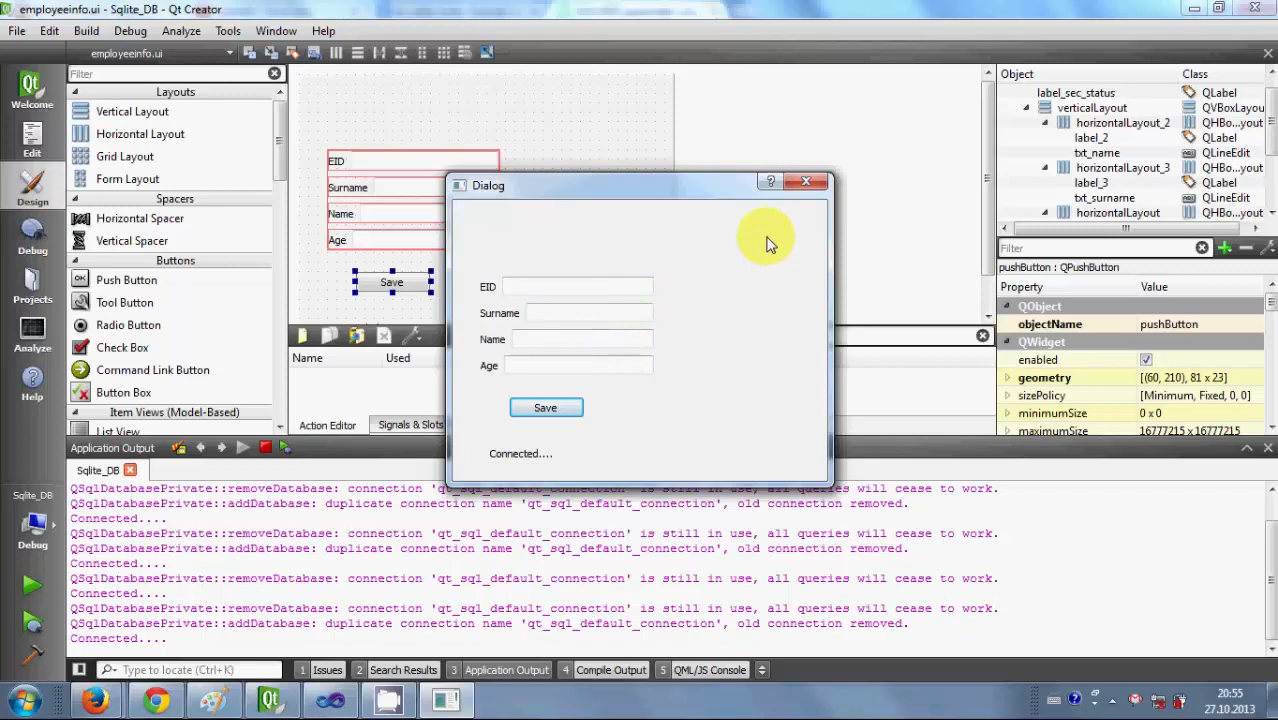 employeeinfo.ui - Sqlite_DB - Qt Creator
File Edit Build Debug Analyze Tools Window Help
employeeinfo.ui
Welcome
Edit
Design
Debug
Projects
Analyze
Help
Sqlite_DB
Debug
Filter
Layouts
Vertical Layout
Horizontal Layout
Grid Layout
Form Layout
Spacers
Horizontal Spacer
Vertical Spacer
Buttons
OK Push Button
Tool Button
Radio Button
Check Box
Command Link Button
Button Box
Item Views (Model-Based)
List View
EID
Surname
Name
Age
Save
Name Used
Action Editor Signals & Slots
Dialog
EID
Surname
Name
Age
Save
Connected....
Object Class
label_sec_status QLabel
verticalLayout QVBoxLayou
horizontalLayout_2 QHBo...yout
label_2 QLabel
txt_name QLineEdit
horizontalLayout_3 QHBo...yout
label_3 QLabel
txt_surname QLineEdit
horizontalLayout QHBo...yout
Filter
pushButton : QPushButton
Property Value
QObject
objectName pushButton
QWidget
enabled
geometry [(60, 210), 81 x 23]
sizePolicy [Minimum, Fixed, 0, 0]
minimumSize 0 x 0
maximumSize 16777215 x 16777215
Application Output
Sqlite_DB
QSqlDatabasePrivate::removeDatabase: connection 'qt_sql_default_connection' is still in use, all queries will cease to work.
QSqlDatabasePrivate::addDatabase: duplicate connection name 'qt_sql_default_connection', old connection removed.
Connected....
QSqlDatabasePrivate::removeDatabase: connection 'qt_sql_default_connection' is still in use, all queries will cease to work.
QSqlDatabasePrivate::addDatabase: duplicate connection name 'qt_sql_default_connection', old connection removed.
Connected....
QSqlDatabasePrivate::removeDatabase: connection 'qt_sql_default_connection' is still in use, all queries will cease to work.
Connected....
QSqlDatabasePrivate::removeDatabase: connection 'qt_sql_default_connection' is still in use, all queries will cease to work.
QSqlDatabasePrivate::addDatabase: duplicate connection name 'qt_sql_default_connection', old connection removed.
Connected....
Type to locate (Ctrl+K) 1 Issues 2 Search Results 3 Application Output 4 Compile Output 5 QML/JS Console
20:55
27.10.2013